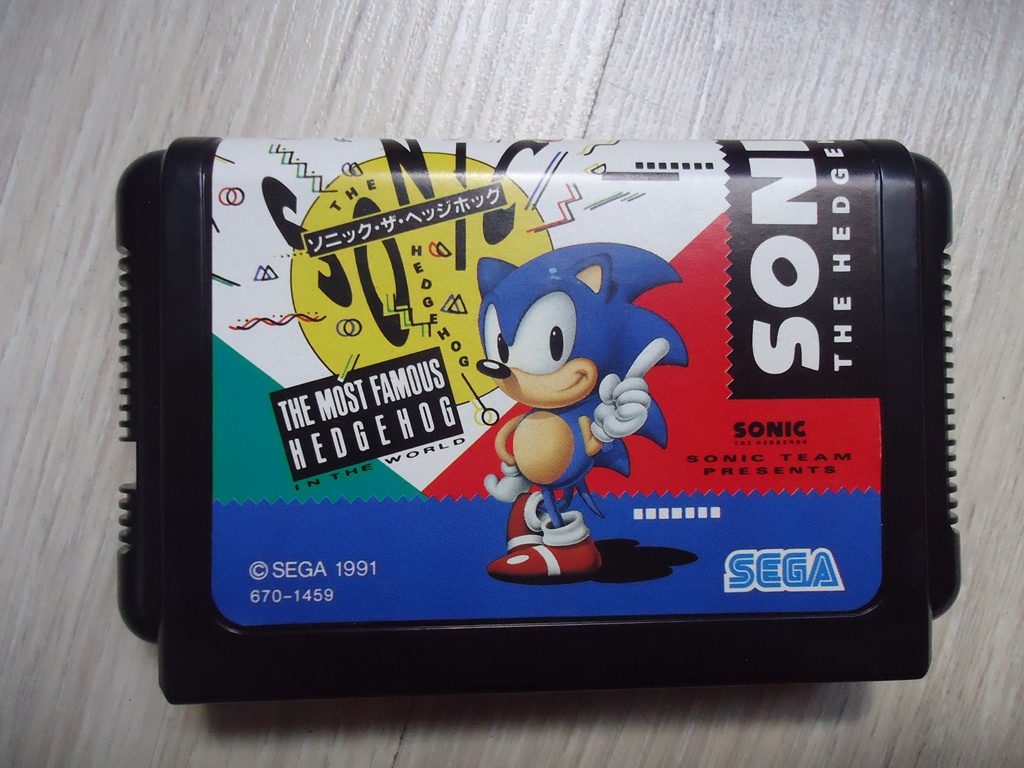 THE
SONIC
ソニック・ザ・ヘッジホッグ
HEDGEHOG
THE MOST FAMOUS
HEDGEHOG
IN THE WORLD
SONI
THE HEDGE
SONIC
THE HEDGEHOG
SONIC TEAM
PRESENTS
© SEGA 1991
670-1459
SEGA